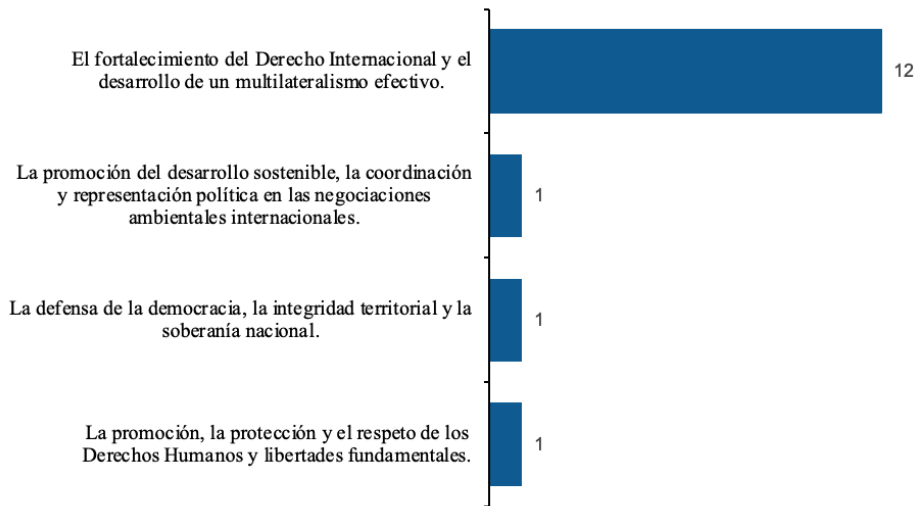 El fortalecimiento del Derecho Internacional y el
desarrollo de un multilateralismo efectivo.
12
La promoción del desarrollo sostenible, la coordinación
y representación política en las negociaciones
ambientales internacionales.
1
La defensa de la democracia, la integridad territorial y la
soberanía nacional.
1
La promoción, la protección y el respeto de los
Derechos Humanos y libertades fundamentales.
1